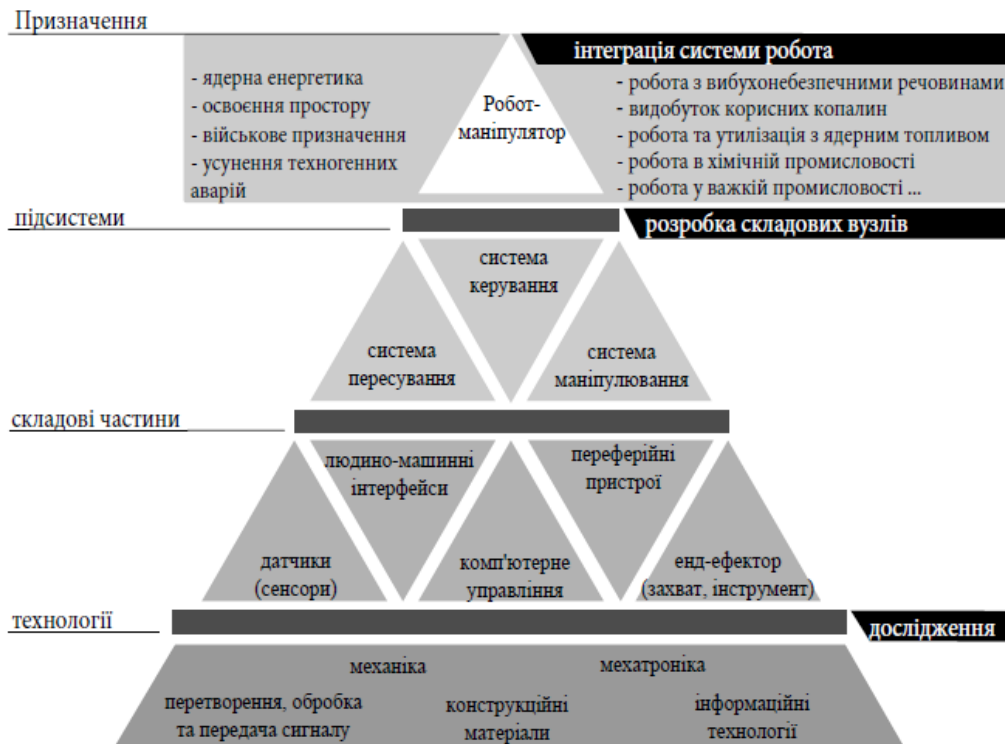 Призначення
інтеграція системи робота
- ядерна енергетика
- освоєння простору
- військове призначення
- усунення техногенних
аварій
Робот-
маніпулятор
- робота з вибухонебезпечними речовинами
- видобуток корисних копалин
- робота та утилізація з ядерним топливом
- робота в хімічній промисловості
- робота у важкій промисловості ...
підсистеми
розробка складових вузлів
система
керування
система
пересування
система
маніпулювання
складові частини
людино-машинні
інтерфейси
переферійні
пристрої
датчики
(сенсори)
комп'ютерне
управління
енд-ефектор
(захват, інструмент)
технології
дослідження
механіка
мехатроніка
перетворення, обробка
та передача сигналу
конструкційні
матеріали
інформаційні
технології